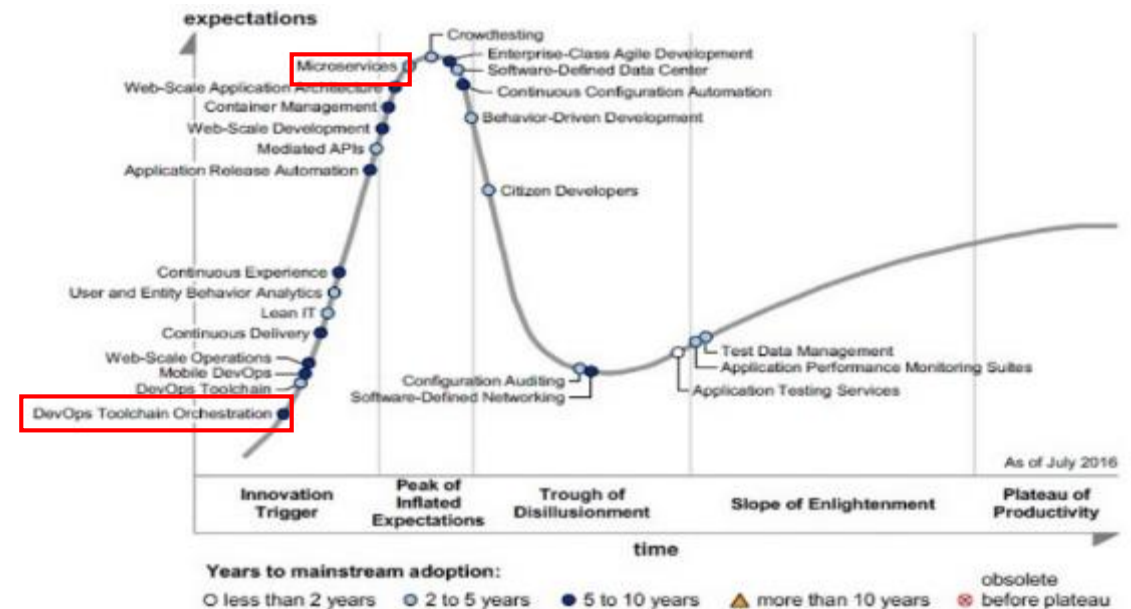 expectations
Crowdtesting
Microservices
Enterprise-Class Agile Development
Software-Defined Data Center
Web-Scale Application Architecture
Continuous Configuration Automation
Container Management
Behavior-Driven Development
Web-Scale Development
Mediated APIs
Application Release Automation
Citizen Developers
Continuous Experience
User and Entity Behavior Analytics
Lean IT
Continuous Delivery
Web-Scale Operations
Mobile DevOps
DevOps Toolchain
DevOps Toolchain Orchestration
Configuration Auditing
Software-Defined Networking
Test Data Management
Application Performance Monitoring Suites
Application Testing Services
As of July 2016
Innovation
Trigger
Peak of
Inflated
Expectations
Trough of
Disillusionment
Slope of Enlightenment
Plateau of
Productivity
time
Years to mainstream adoption:
less than 2 years
2 to 5 years
5 to 10 years
more than 10 years
obsolete
before plateau